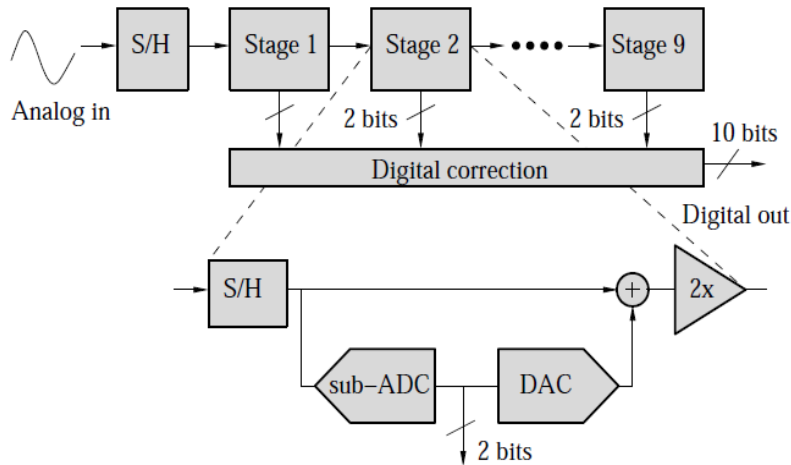 S/H
Stage 1
Stage 2
Stage 9
Analog in
2 bits
2 bits
10 bits
Digital correction
Digital out
S/H
+
2x
sub-ADC
DAC
2 bits